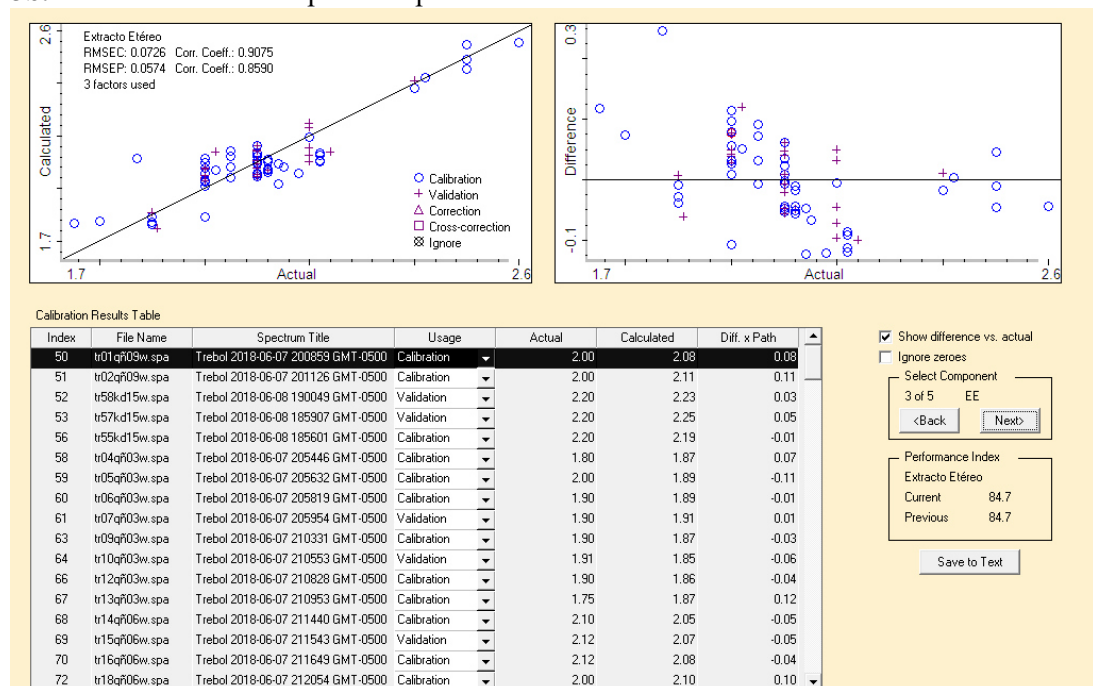 2.6
Extracto Etéreo
RMSEC: 0.0726 Corr. Coeff.: 0.9075
RMSEP: 0.0574 Corr. Coeff.: 0.8590
3 factors used
Calculated
Calibration
Validation
Correction
Cross-correction
Ignore
1.7
1.7 Actual 2.6
0.3
Difference
-0.1
1.7 Actual 2.6
Calibration Results Table
Index File Name Spectrum Title Usage Actual Calculated Diff. x Path
50 tr01qñ09w.spa Trebol 2018-06-07 200859 GMT-0500 Calibration 2.00 2.08 0.08
51 tr02qñ09w.spa Trebol 2018-06-07 201126 GMT-0500 Calibration 2.00 2.11 0.11
52 tr58kd15w.spa Trebol 2018-06-08 190049 GMT-0500 Validation 2.20 2.23 0.03
53 tr57kd15w.spa Trebol 2018-06-08 185907 GMT-0500 Validation 2.20 2.25 0.05
56 tr55kd15w.spa Trebol 2018-06-08 185601 GMT-0500 Calibration 2.20 2.19 -0.01
58 tr04qñ03w.spa Trebol 2018-06-07 205446 GMT-0500 Calibration 1.80 1.87 0.07
59 tr05qñ03w.spa Trebol 2018-06-07 205632 GMT-0500 Calibration 2.00 1.89 -0.11
60 tr06qñ03w.spa Trebol 2018-06-07 205819 GMT-0500 Calibration 1.90 1.89 -0.01
61 tr07qñ03w.spa Trebol 2018-06-07 205954 GMT-0500 Validation 1.90 1.91 0.01
63 tr09qñ03w.spa Trebol 2018-06-07 210331 GMT-0500 Calibration 1.90 1.87 -0.03
64 tr10qñ03w.spa Trebol 2018-06-07 210553 GMT-0500 Validation 1.91 1.85 -0.06
66 tr12qñ03w.spa Trebol 2018-06-07 210828 GMT-0500 Calibration 1.90 1.86 -0.04
67 tr13qñ03w.spa Trebol 2018-06-07 210953 GMT-0500 Calibration 1.75 1.87 0.12
68 tr14qñ06w.spa Trebol 2018-06-07 211440 GMT-0500 Calibration 2.10 2.05 -0.05
69 tr15qñ06w.spa Trebol 2018-06-07 211543 GMT-0500 Validation 2.12 2.07 -0.05
70 tr16qñ06w.spa Trebol 2018-06-07 211649 GMT-0500 Calibration 2.12 2.08 -0.04
72 tr18qñ06w.spa Trebol 2018-06-07 212054 GMT-0500 Calibration 2.00 2.10 0.10
Show difference vs. actual
Ignore zeroes
Select Component
3 of 5 EE
<Back Next>
Performance Index
Extracto Etéreo
Current 84.7
Previous 84.7
Save to Text